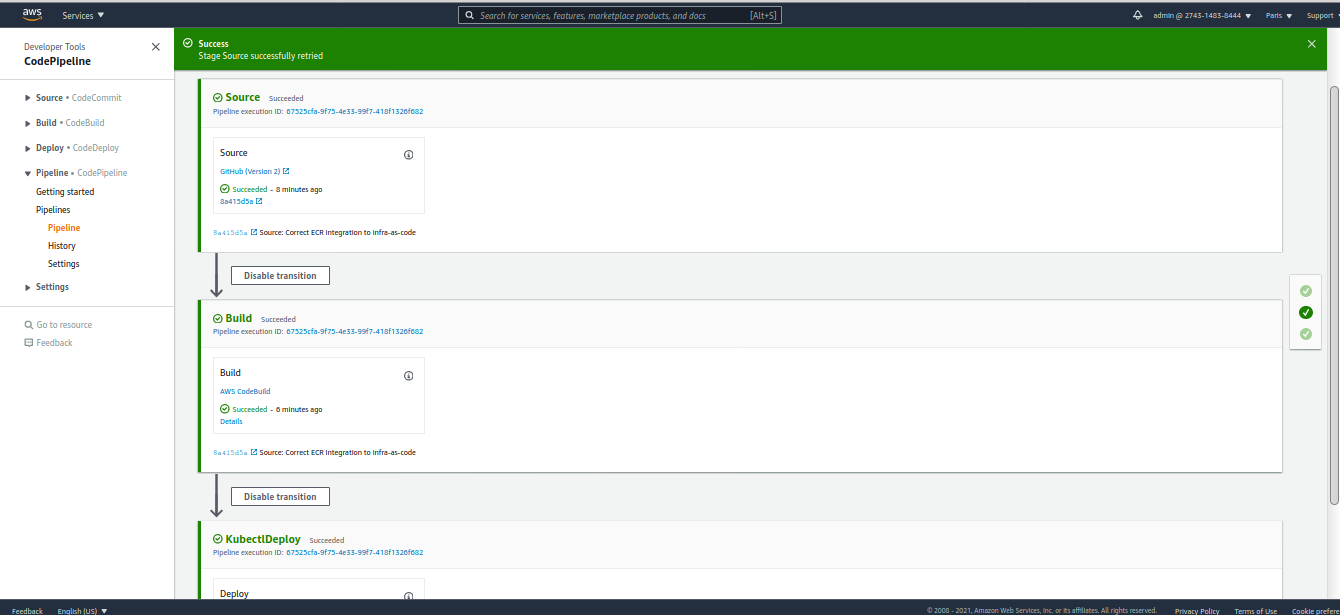 aws
Services
Search for services, features, marketplace products, and docs [Alt+S]
admin @ 2743-1483-8444
Paris
Support
Developer Tools
CodePipeline
Source • CodeCommit
Build • CodeBuild
Deploy • CodeDeploy
Pipeline • CodePipeline
Getting started
Pipelines
Pipeline
History
Settings
Settings
Go to resource
Feedback
Success
Stage Source successfully retried
Source Succeeded
Pipeline execution ID: 67525cfa-9f75-4e33-99f7-418f1326f682
Source
GitHub (Version 2)
Succeeded - 8 minutes ago
8a415d5a
8a415d5a Source: Correct ECR integration to infra-as-code
Disable transition
Build Succeeded
Pipeline execution ID: 67525cfa-9f75-4e33-99f7-418f1326f682
Build
AWS CodeBuild
Succeeded - 6 minutes ago
Details
8a415d5a Source: Correct ECR integration to infra-as-code
Disable transition
KubectlDeploy Succeeded
Pipeline execution ID: 67525cfa-9f75-4e33-99f7-418f1326f682
Deploy
Feedback English (US)
© 2008 - 2021, Amazon Web Services, Inc. or its affiliates. All rights reserved. Privacy Policy Terms of Use Cookie prefere